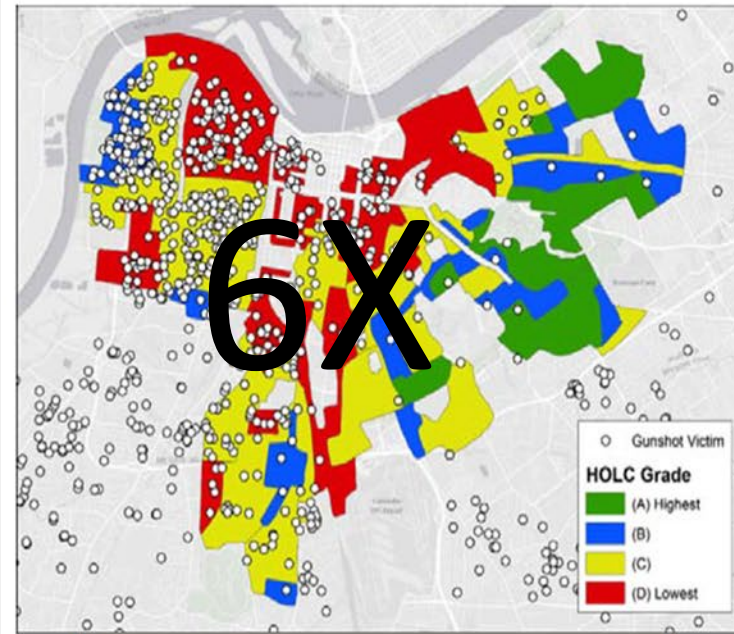 6X
Gunshot Victim
HOLC Grade
(A) Highest
(B)
(C)
(D) Lowest